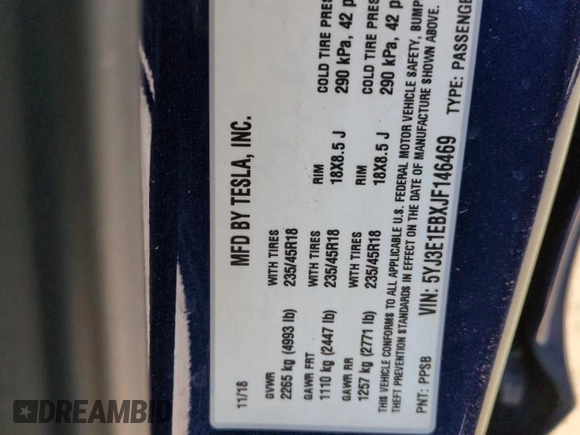 MFD BY TESLA, INC.
11/18
GVWR
2265 kg (4993 lb)
WITH TIRES
235/45R18
GAWR FRT
1110 kg (2447 lb)
WITH TIRES
235/45R18
RIM
18X8.5 J
COLD TIRE PRES
290 kPa, 42 p
GAWR RR
1257 kg (2771 lb)
WITH TIRES
235/45R18
RIM
18X8.5 J
COLD TIRE PRES
290 kPa, 42 p
THIS VEHICLE CONFORMS TO ALL APPLICABLE U.S. FEDERAL MOTOR VEHICLE SAFETY, BUMP
PREVENTION STANDARDS IN EFFECT ON THE DATE OF MANUFACTURE SHOWN ABOVE.
VIN: 5YJ3E1EBXJF146469
PNT: PPSB
TYPE: PASSENGE
DREAMBID